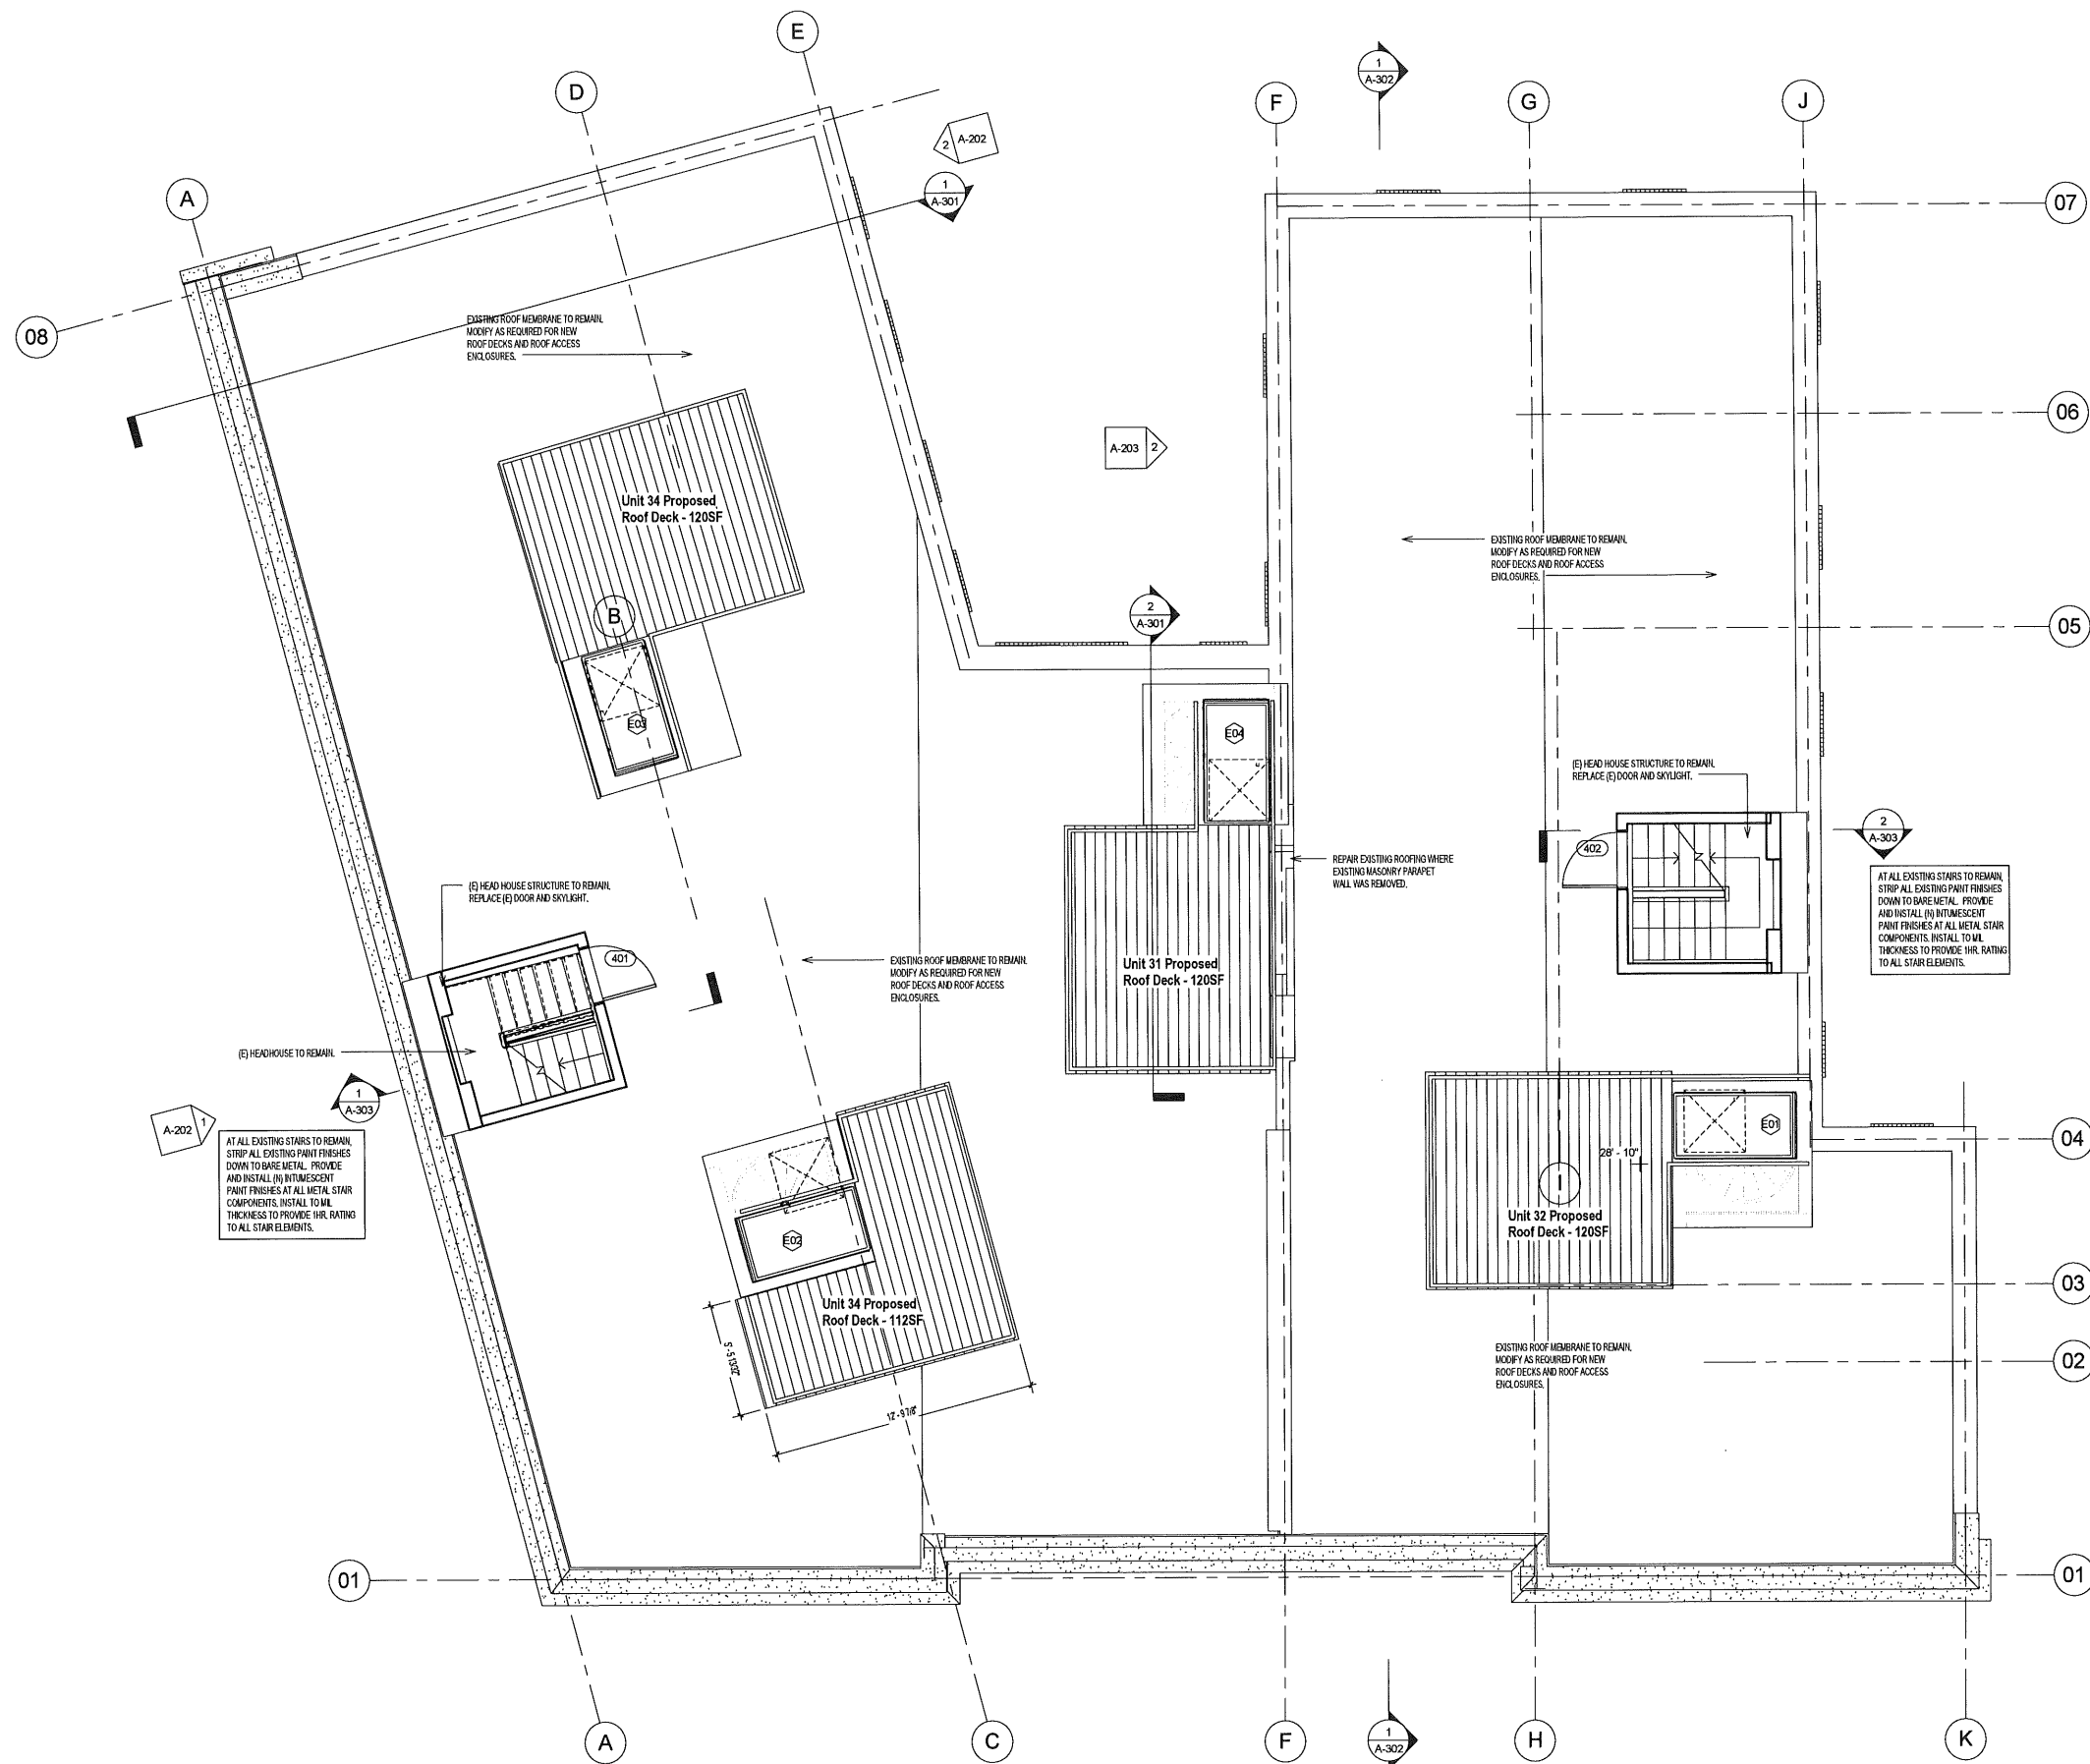 E
D
1
A-302
F
G
J
A
2 A-202
1
A-301
07
08
EXISTING ROOF MEMBRANE TO REMAIN.
MODIFY AS REQUIRED FOR NEW
ROOF DECKS AND ROOF ACCESS
ENCLOSURES.
06
A-203 2
Unit 34 Proposed
Roof Deck - 120SF
EXISTING ROOF MEMBRANE TO REMAIN.
MODIFY AS REQUIRED FOR NEW
ROOF DECKS AND ROOF ACCESS
ENCLOSURES.
B
2
A-301
05
E03
E04
(E) HEAD HOUSE STRUCTURE TO REMAIN.
REPLACE (E) DOOR AND SKYLIGHT.
402
2
A-303
REPAIR EXISTING ROOFING WHERE
EXISTING MASONRY PARAPET
WALL WAS REMOVED.
AT ALL EXISTING STAIRS TO REMAIN,
STRIP ALL EXISTING PAINT FINISHES
DOWN TO BARE METAL. PROVIDE
AND INSTALL (N) INTUMESCENT
PAINT FINISHES AT ALL METAL STAIR
COMPONENTS. INSTALL TO MIL
THICKNESS TO PROVIDE 1HR. RATING
TO ALL STAIR ELEMENTS.
(E) HEAD HOUSE STRUCTURE TO REMAIN.
REPLACE (E) DOOR AND SKYLIGHT.
401
EXISTING ROOF MEMBRANE TO REMAIN.
MODIFY AS REQUIRED FOR NEW
ROOF DECKS AND ROOF ACCESS
ENCLOSURES.
Unit 31 Proposed
Roof Deck - 120SF
(E) HEADHOUSE TO REMAIN.
1
A-303
A-202 1
AT ALL EXISTING STAIRS TO REMAIN,
STRIP ALL EXISTING PAINT FINISHES
DOWN TO BARE METAL. PROVIDE
AND INSTALL (N) INTUMESCENT
PAINT FINISHES AT ALL METAL STAIR
COMPONENTS. INSTALL TO MIL
THICKNESS TO PROVIDE 1HR. RATING
TO ALL STAIR ELEMENTS.
E01
04
28' - 10"
I
Unit 32 Proposed
Roof Deck - 120SF
E02
03
Unit 34 Proposed
Roof Deck - 112SF
5' - 5 13/32"
12' - 9 7/8"
EXISTING ROOF MEMBRANE TO REMAIN.
MODIFY AS REQUIRED FOR NEW
ROOF DECKS AND ROOF ACCESS
ENCLOSURES.
02
01
01
A
C
F
1
A-302
H
K